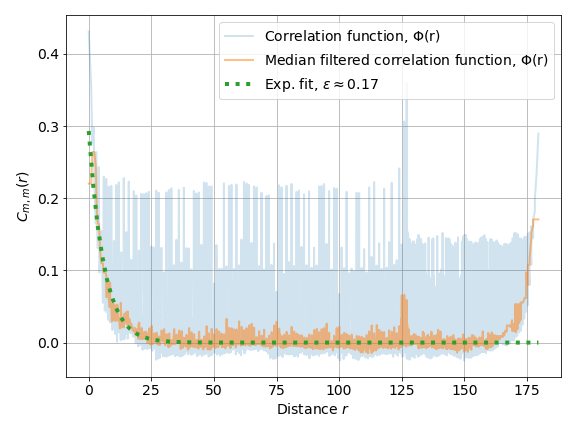 Correlation function, Φ(r)
Median filtered correlation function, Φ(r)
Exp. fit, ε ≈ 0.17
C_{m,m}(r)
0.4
0.3
0.2
0.1
0.0
0 25 50 75 100 125 150 175
Distance r